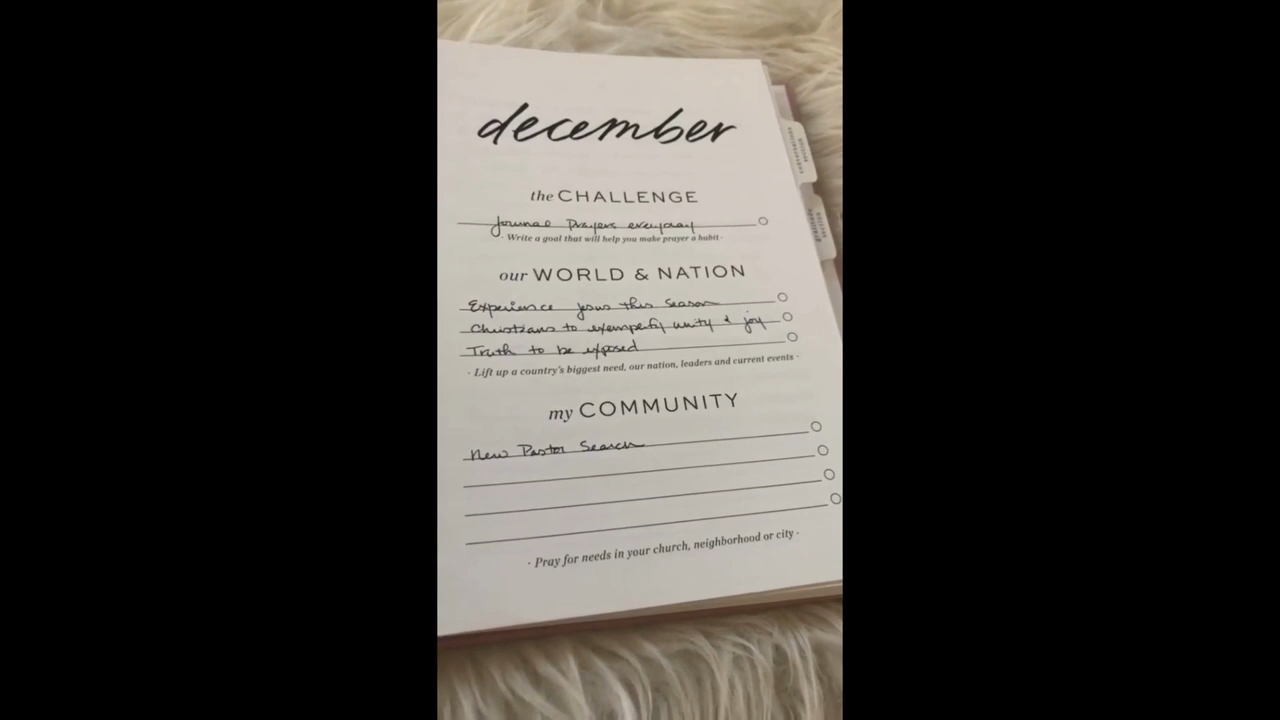 december
the CHALLENGE
Journal Prayers everyday
· Write a goal that will help you make prayer a habit ·
our WORLD & NATION
Experience Jesus this Season
Christians to exemplify unity & joy
Truth to be exposed
· Lift up a country's biggest need, our nation, leaders and current events ·
my COMMUNITY
New Pastor Search
· Pray for needs in your church, neighborhood or city ·